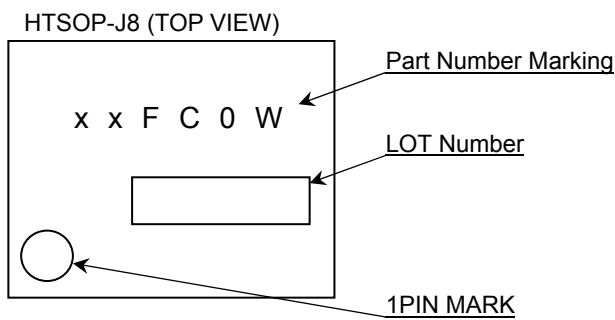 HTSOP-J8 (TOP VIEW)
Part Number Marking
x x F C 0 W
LOT Number
1PIN MARK